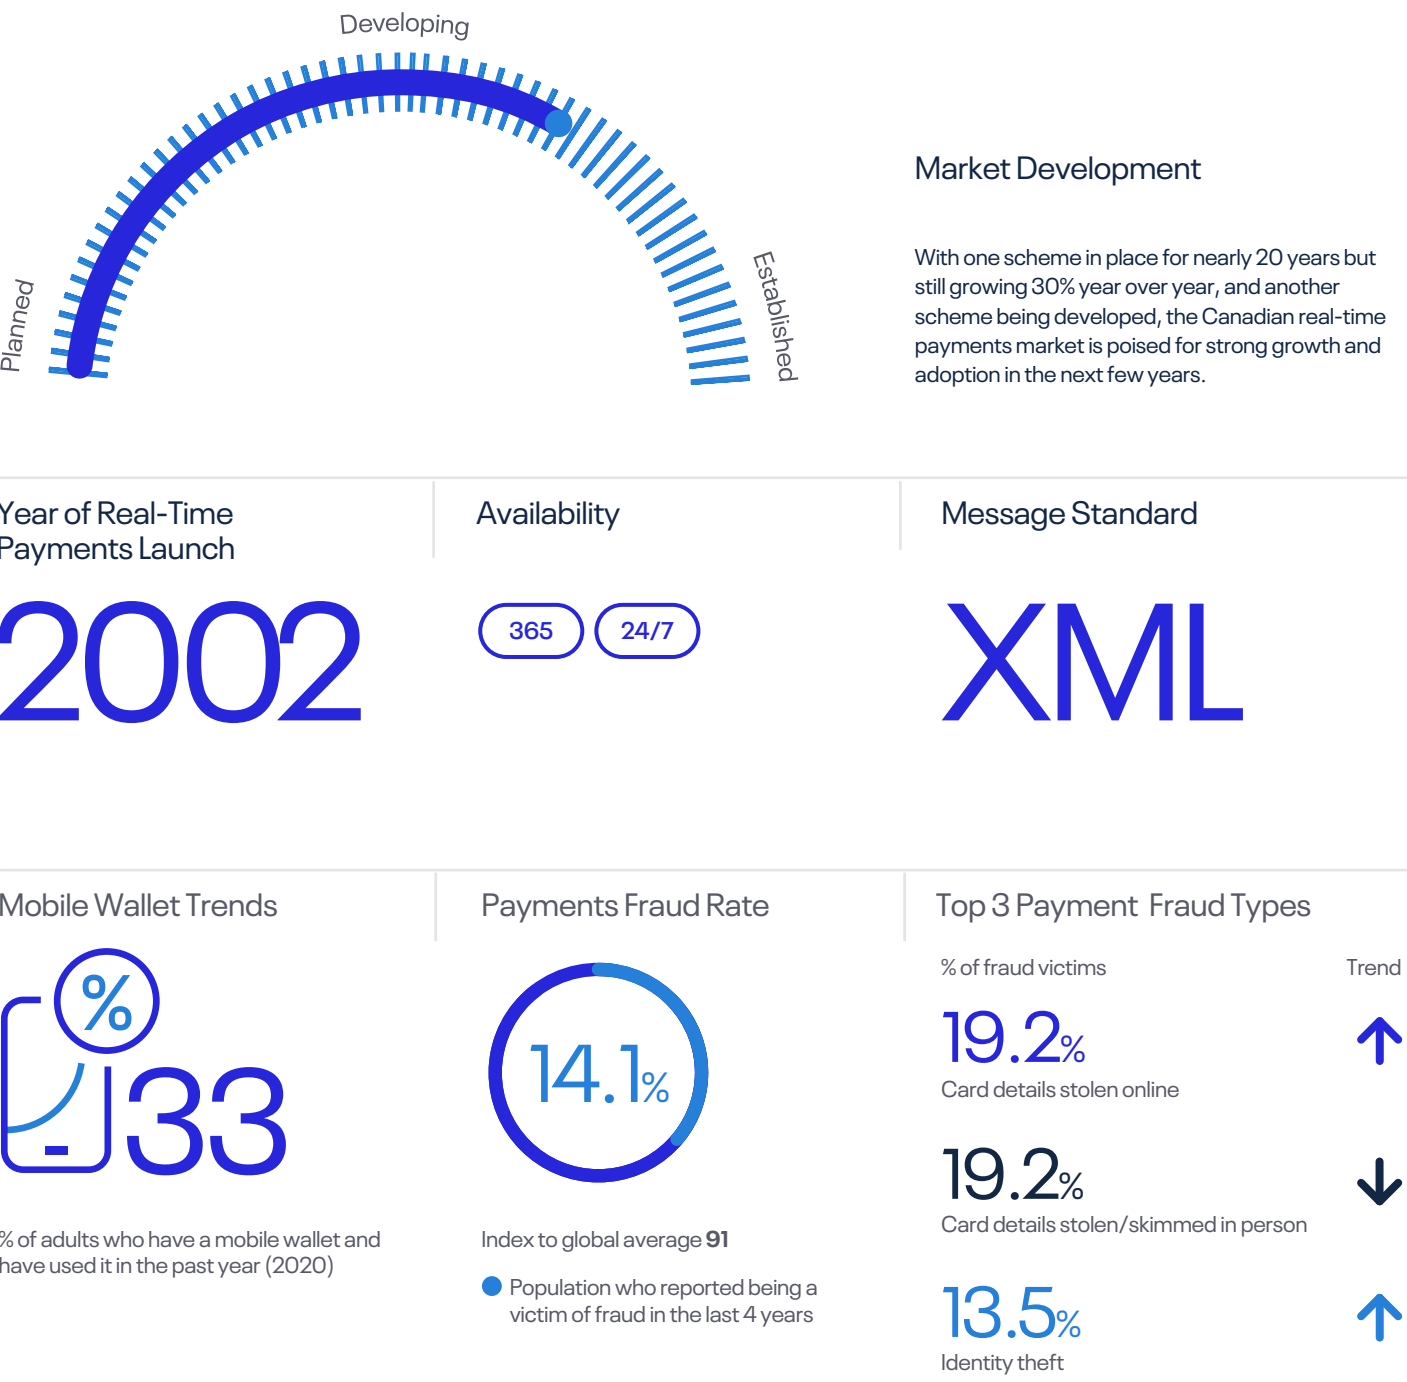 Developing
Planned
Established
Market Development
With one scheme in place for nearly 20 years but
still growing 30% year over year, and another
scheme being developed, the Canadian real-time
payments market is poised for strong growth and
adoption in the next few years.
Year of Real-Time
Payments Launch
2002
Availability
365
24/7
Message Standard
XML
Mobile Wallet Trends
%
33
% of adults who have a mobile wallet and
have used it in the past year (2020)
Payments Fraud Rate
14.1%
Index to global average 91
Population who reported being a
victim of fraud in the last 4 years
Top 3 Payment Fraud Types
% of fraud victims
Trend
19.2%
Card details stolen online
19.2%
Card details stolen/skimmed in person
13.5%
Identity theft